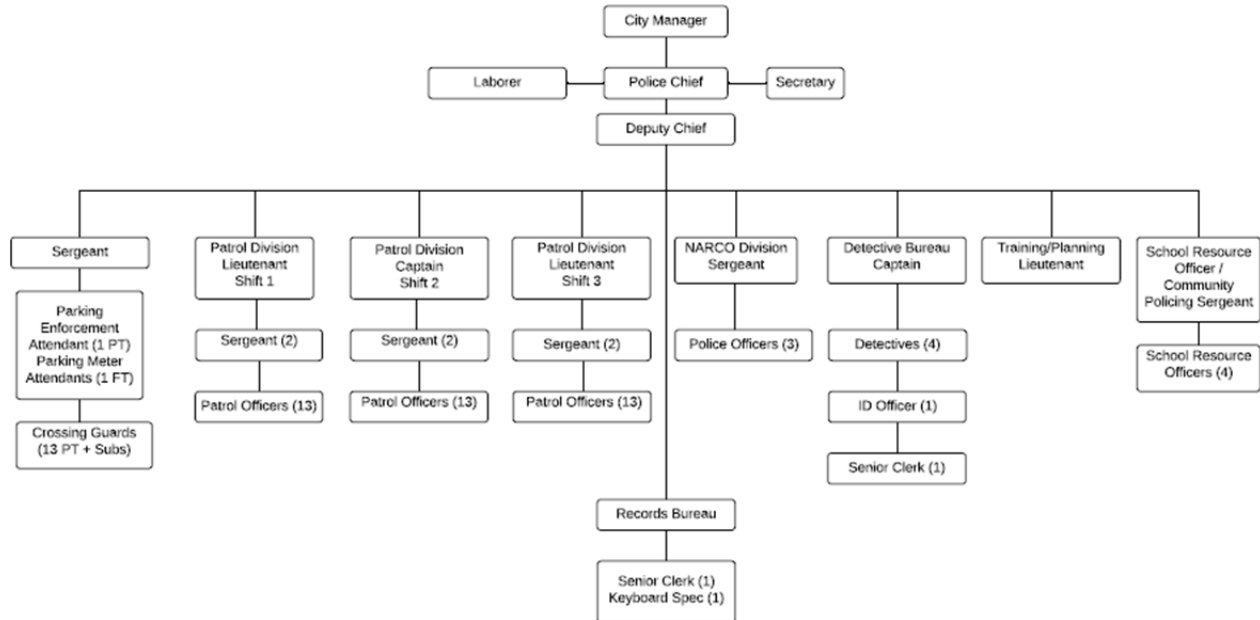 City Manager
Laborer
Police Chief
Secretary
Deputy Chief
Sergeant
Parking
Enforcement
Attendant (1 PT)
Parking Meter
Attendants (1 FT)
Crossing Guards
(13 PT + Subs)
Patrol Division
Lieutenant
Shift 1
Sergeant (2)
Patrol Officers (13)
Patrol Division
Captain
Shift 2
Sergeant (2)
Patrol Officers (13)
Patrol Division
Lieutenant
Shift 3
Sergeant (2)
Patrol Officers (13)
NARCO Division
Sergeant
Police Officers (3)
Detective Bureau
Captain
Detectives (4)
ID Officer (1)
Senior Clerk (1)
Training/Planning
Lieutenant
School Resource
Officer /
Community
Policing Sergeant
School Resource
Officers (4)
Records Bureau
Senior Clerk (1)
Keyboard Spec (1)